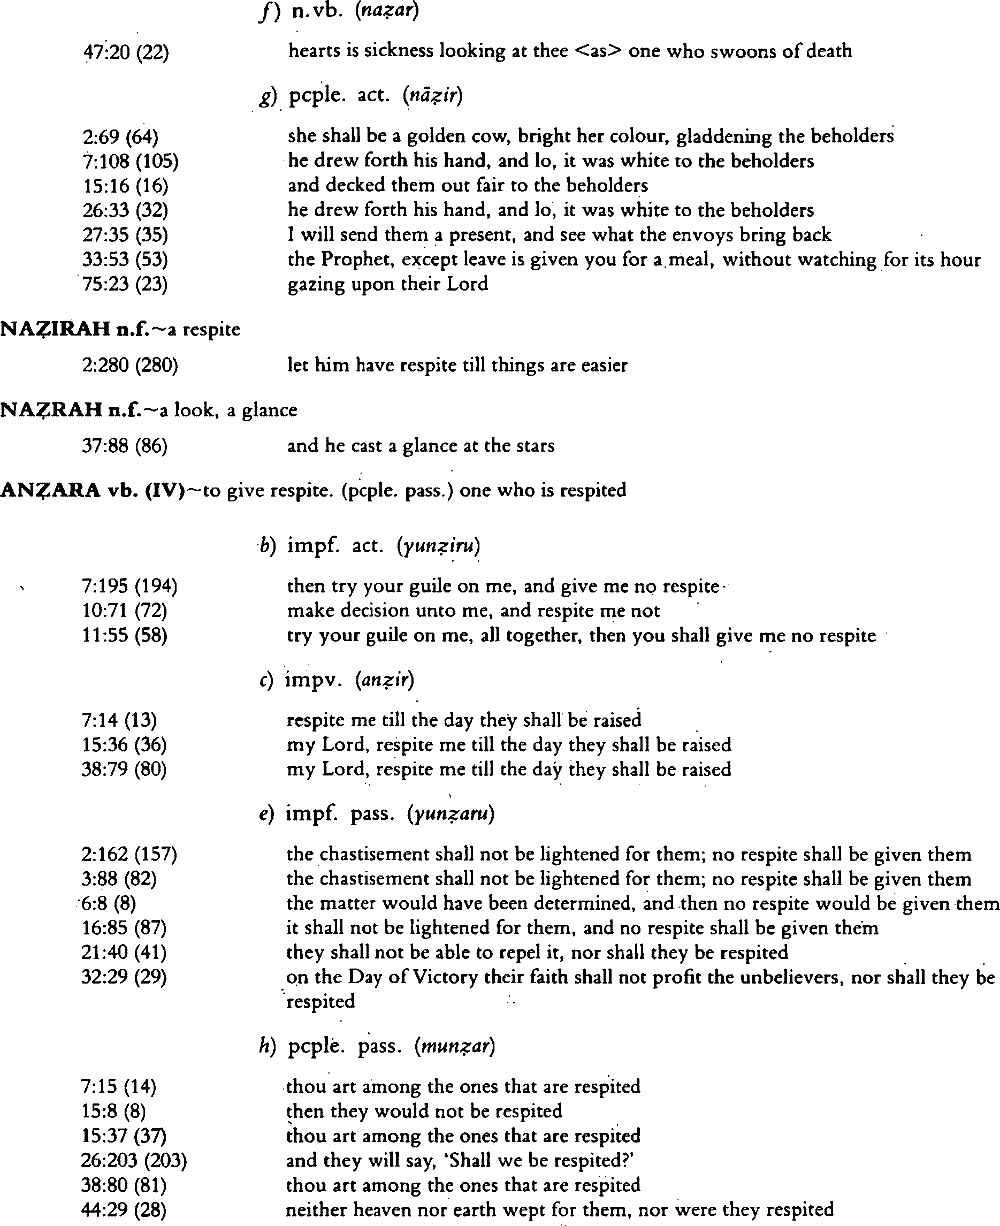 f) n.vb. (naẓar)
47:20 (22) hearts is sickness looking at thee <as> one who swoons of death
g) pcple. act. (nāẓir)
2:69 (64) she shall be a golden cow, bright her colour, gladdening the beholders
7:108 (105) he drew forth his hand, and lo, it was white to the beholders
15:16 (16) and decked them out fair to the beholders
26:33 (32) he drew forth his hand, and lo, it was white to the beholders
27:35 (35) I will send them a present, and see what the envoys bring back
33:53 (53) the Prophet, except leave is given you for a meal, without watching for its hour
75:23 (23) gazing upon their Lord
NAẒIRAH n.f.~a respite
2:280 (280) let him have respite till things are easier
NAẒRAH n.f.~a look, a glance
37:88 (86) and he cast a glance at the stars
ANẒARA vb. (IV)~to give respite. (pcple. pass.) one who is respited
b) impf. act. (yunẓiru)
7:195 (194) then try your guile on me, and give me no respite
10:71 (72) make decision unto me, and respite me not
11:55 (58) try your guile on me, all together, then you shall give me no respite
c) impv. (anẓir)
7:14 (13) respite me till the day they shall be raised
15:36 (36) my Lord, respite me till the day they shall be raised
38:79 (80) my Lord, respite me till the day they shall be raised
e) impf. pass. (yunẓaru)
2:162 (157) the chastisement shall not be lightened for them; no respite shall be given them
3:88 (82) the chastisement shall not be lightened for them; no respite shall be given them
6:8 (8) the matter would have been determined, and then no respite would be given them
16:85 (87) it shall not be lightened for them, and no respite shall be given them
21:40 (41) they shall not be able to repel it, nor shall they be respited
32:29 (29) on the Day of Victory their faith shall not profit the unbelievers, nor shall they be
respited
h) pcple. pass. (munẓar)
7:15 (14) thou art among the ones that are respited
15:8 (8) then they would not be respited
15:37 (37) thou art among the ones that are respited
26:203 (203) and they will say, 'Shall we be respited?'
38:80 (81) thou art among the ones that are respited
44:29 (28) neither heaven nor earth wept for them, nor were they respited